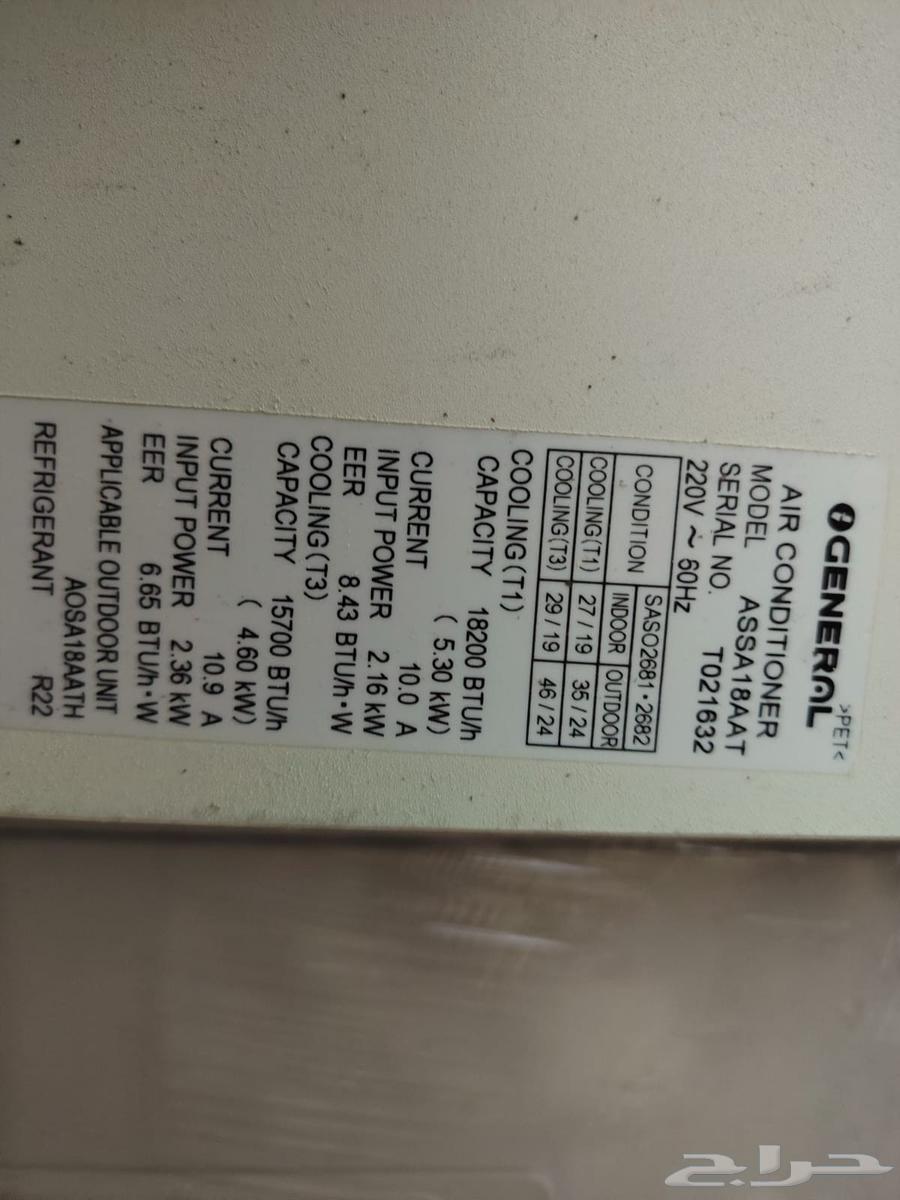 >PET<
GENERAL
AIR CONDITIONER
MODEL ASSA18AAT
SERIAL NO. T021632
220V ~ 60Hz
CONDITION SASO2681・2682
INDOOR OUTDOOR
COOLING(T1) 27/19 35/24
COOLING(T3) 29/19 46/24
COOLING(T1)
CAPACITY 18200 BTU/h
( 5.30 kW)
CURRENT 10.0 A
INPUT POWER 2.16 kW
EER 8.43 BTU/h・W
COOLING(T3)
CAPACITY 15700 BTU/h
( 4.60 kW)
CURRENT 10.9 A
INPUT POWER 2.36 kW
EER 6.65 BTU/h・W
APPLICABLE OUTDOOR UNIT
AOSA18AATH
REFRIGERANT R22
حراج